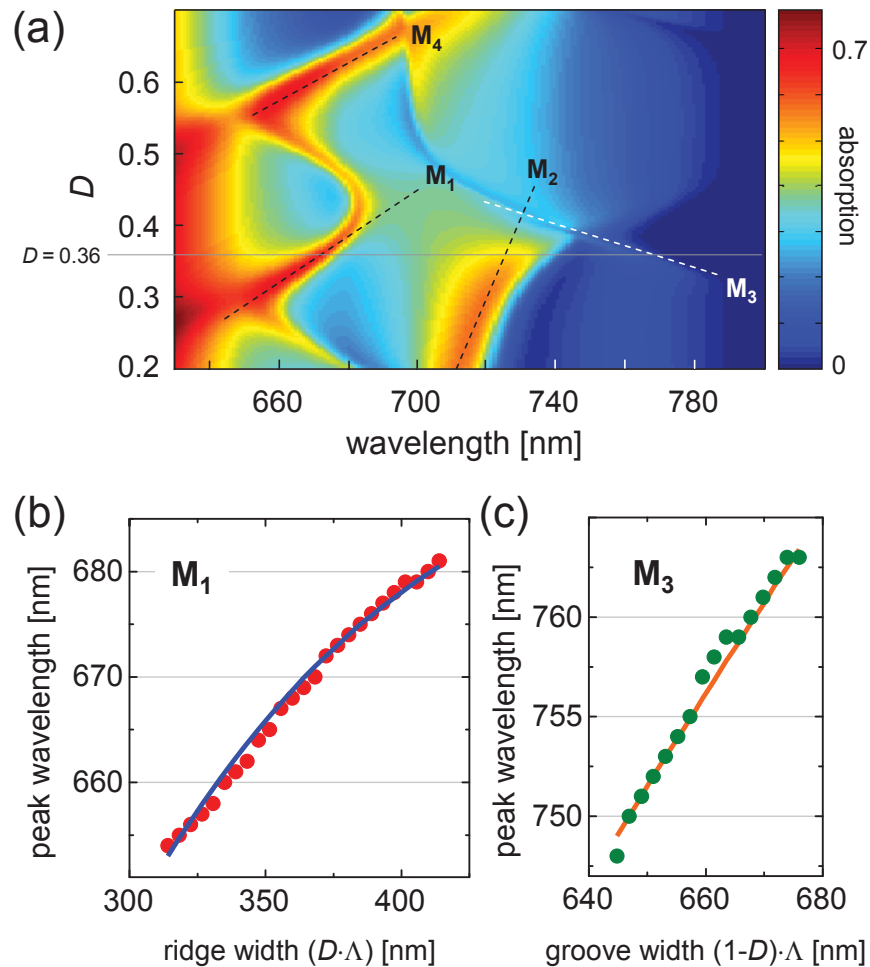 (a)
M4
0.7
0.6
0.5
D
M1
M2
absorption
0.4
D = 0.36
M3
0.3
0.2
0
660
700
740
780
wavelength [nm]
(b)
(c)
M1
M3
680
670
660
peak wavelength [nm]
760
755
750
peak wavelength [nm]
300
350
400
640
660
680
ridge width (D·Λ) [nm]
groove width (1-D)·Λ [nm]